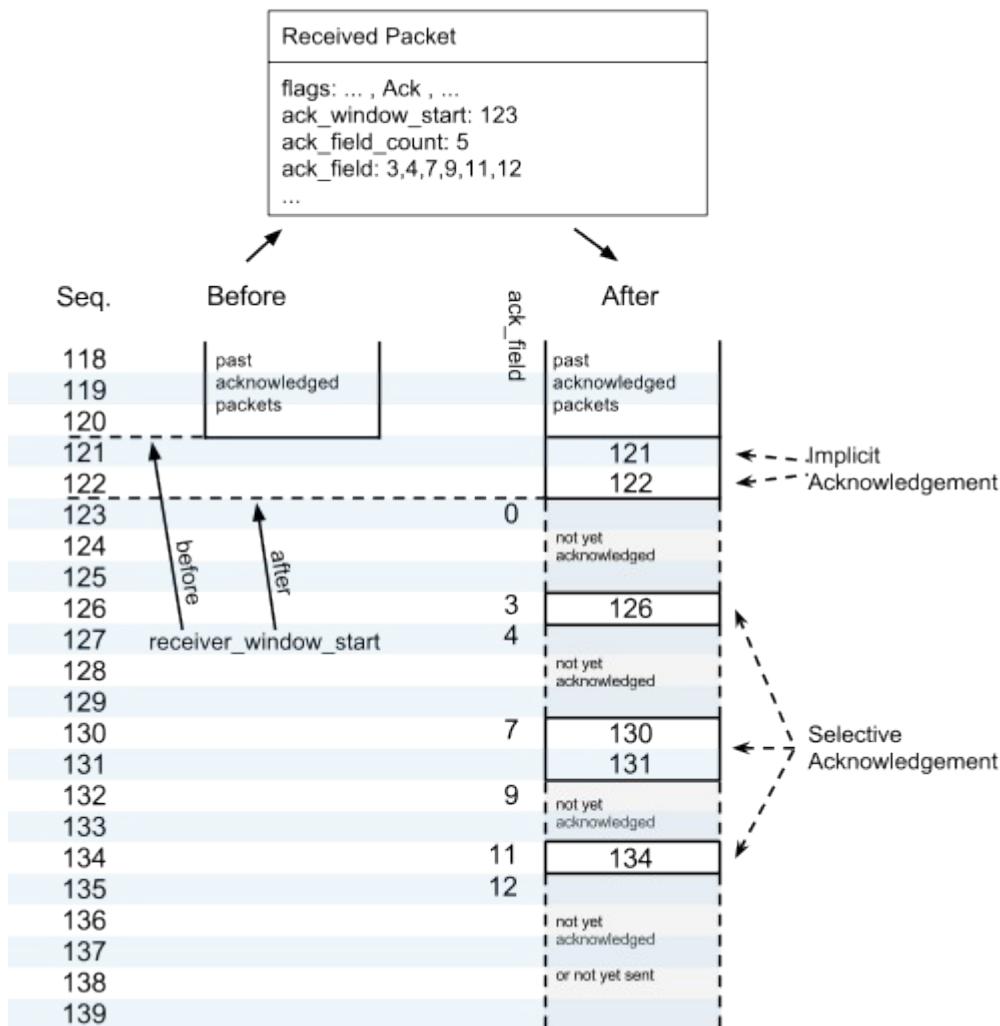 Received Packet
flags: ... , Ack , ...
ack_window_start: 123
ack_field_count: 5
ack_field: 3,4,7,9,11,12
...
Seq.
Before
ack_field
After
118
119
120
121
122
123
124
125
126
127
128
129
130
131
132
133
134
135
136
137
138
139
past
acknowledged
packets
before
after
receiver_window_start
0
3
4
7
9
11
12
past
acknowledged
packets
121
122
not yet
acknowledged
126
not yet
acknowledged
130
131
not yet
acknowledged
134
not yet
acknowledged
or not yet sent
Implicit
Acknowledgement
Selective
Acknowledgement